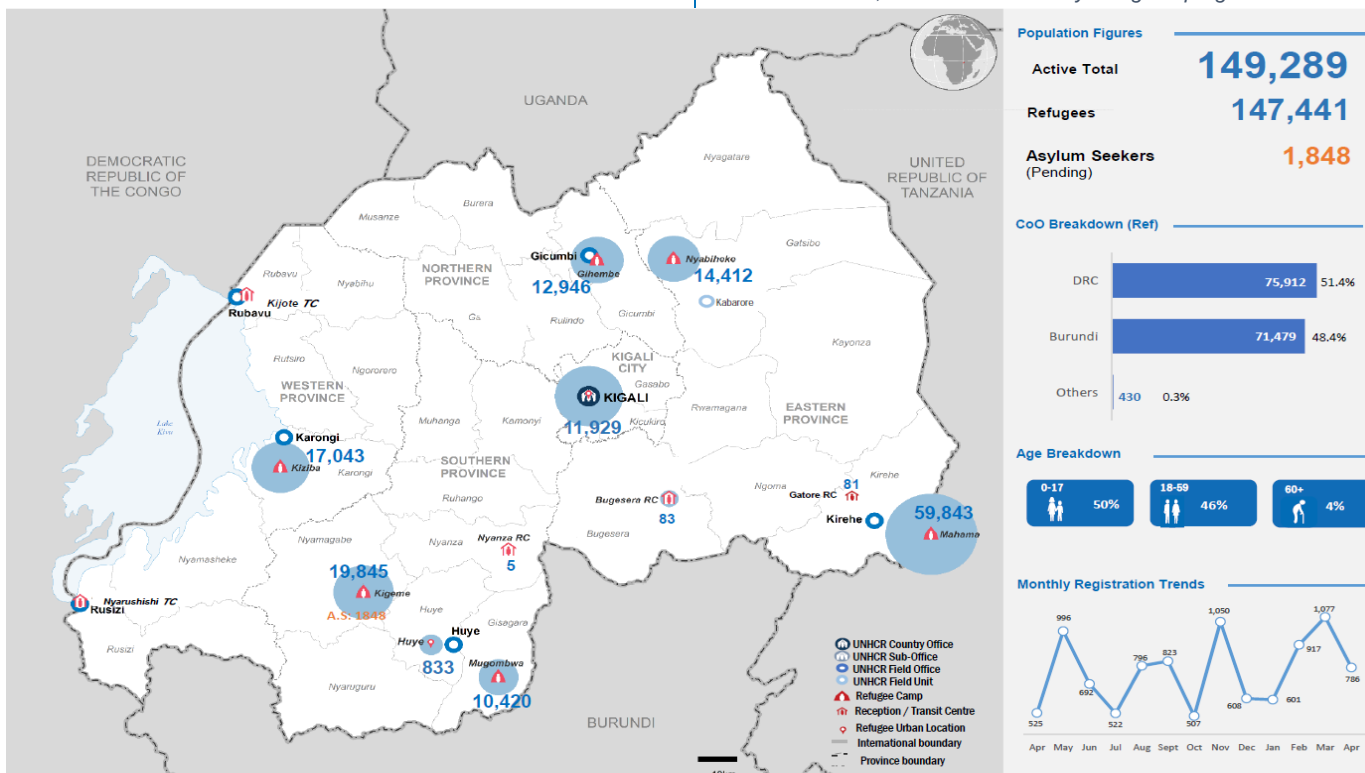 UGANDA
DEMOCRATIC
REPUBLIC OF
THE CONGO
UNITED
REPUBLIC OF
TANZANIA
BURUNDI
Nyagatare
Burera
Musanze
Gatsibo
Gicumbi
Gihembe
12,946
Nyabiheke
14,412
Kabarore
NORTHERN
PROVINCE
Rubavu
Nyabihu
Kijote TC
Rubavu
Ga
Rulindo
Gicumbi
Kayonza
Rutsiro
Ngororero
WESTERN
PROVINCE
KIGALI
CITY
Gasabo
KIGALI
11,929
Kicukiro
Rwamagana
EASTERN
PROVINCE
Muhanga
Kamonyi
Lake
Kivu
Karongi
17,043
Kiziba
Karongi
SOUTHERN
PROVINCE
Ruhango
Bugesera RC
83
Bugesera
Ngoma
81
Gatore RC
Kirehe
Kirehe
59,843
Mahama
Nyamasheke
Nyamagabe
Nyanza
Nyanza RC
5
19,845
Kigeme
A.S: 1848
Nyarushishi TC
Rusizi
Rusizi
Huye
Gisagara
Huye
Huye
833
Mugombwa
10,420
Nyaruguru
UNHCR County Office
UNHCR Sub-Office
UNHCR Field Office
UNHCR Field Unit
Refugee Camp
Reception / Transit Centre
Refugee Urban Location
International boundary
Province boundary
Population Figures
Active Total 149,289
Refugees 147,441
Asylum Seekers 1,848
(Pending)
CoO Breakdown (Ref)
DRC 75,912 51.4%
Burundi 71,479 48.4%
Others 430 0.3%
Age Breakdown
0-17 50%
18-59 46%
60+ 4%
Monthly Registration Trends
525 996 692 522 796 823 507 1,050 608 601 917 1,077 786
Apr May Jun Jul Aug Sept Oct Nov Dec Jan Feb Mar Apr